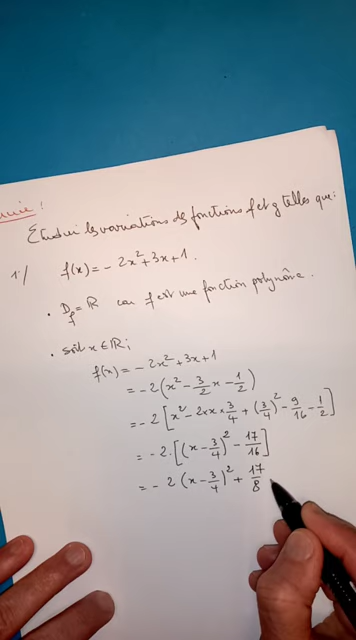 Étudier les variations des fonctions f et g telles que:
1°/ f(x) = - 2x² + 3x + 1.
• Df = ℝ car f est une fonction polynôme.
• soit x ∈ ℝ;
f(x) = - 2x² + 3x + 1
= -2(x² - 3/2 x - 1/2)
= -2[x² - 2×x×3/4 + (3/4)² - 9/16 - 1/2]
= -2.[(x - 3/4)² - 17/16]
= - 2(x - 3/4)² + 17/8